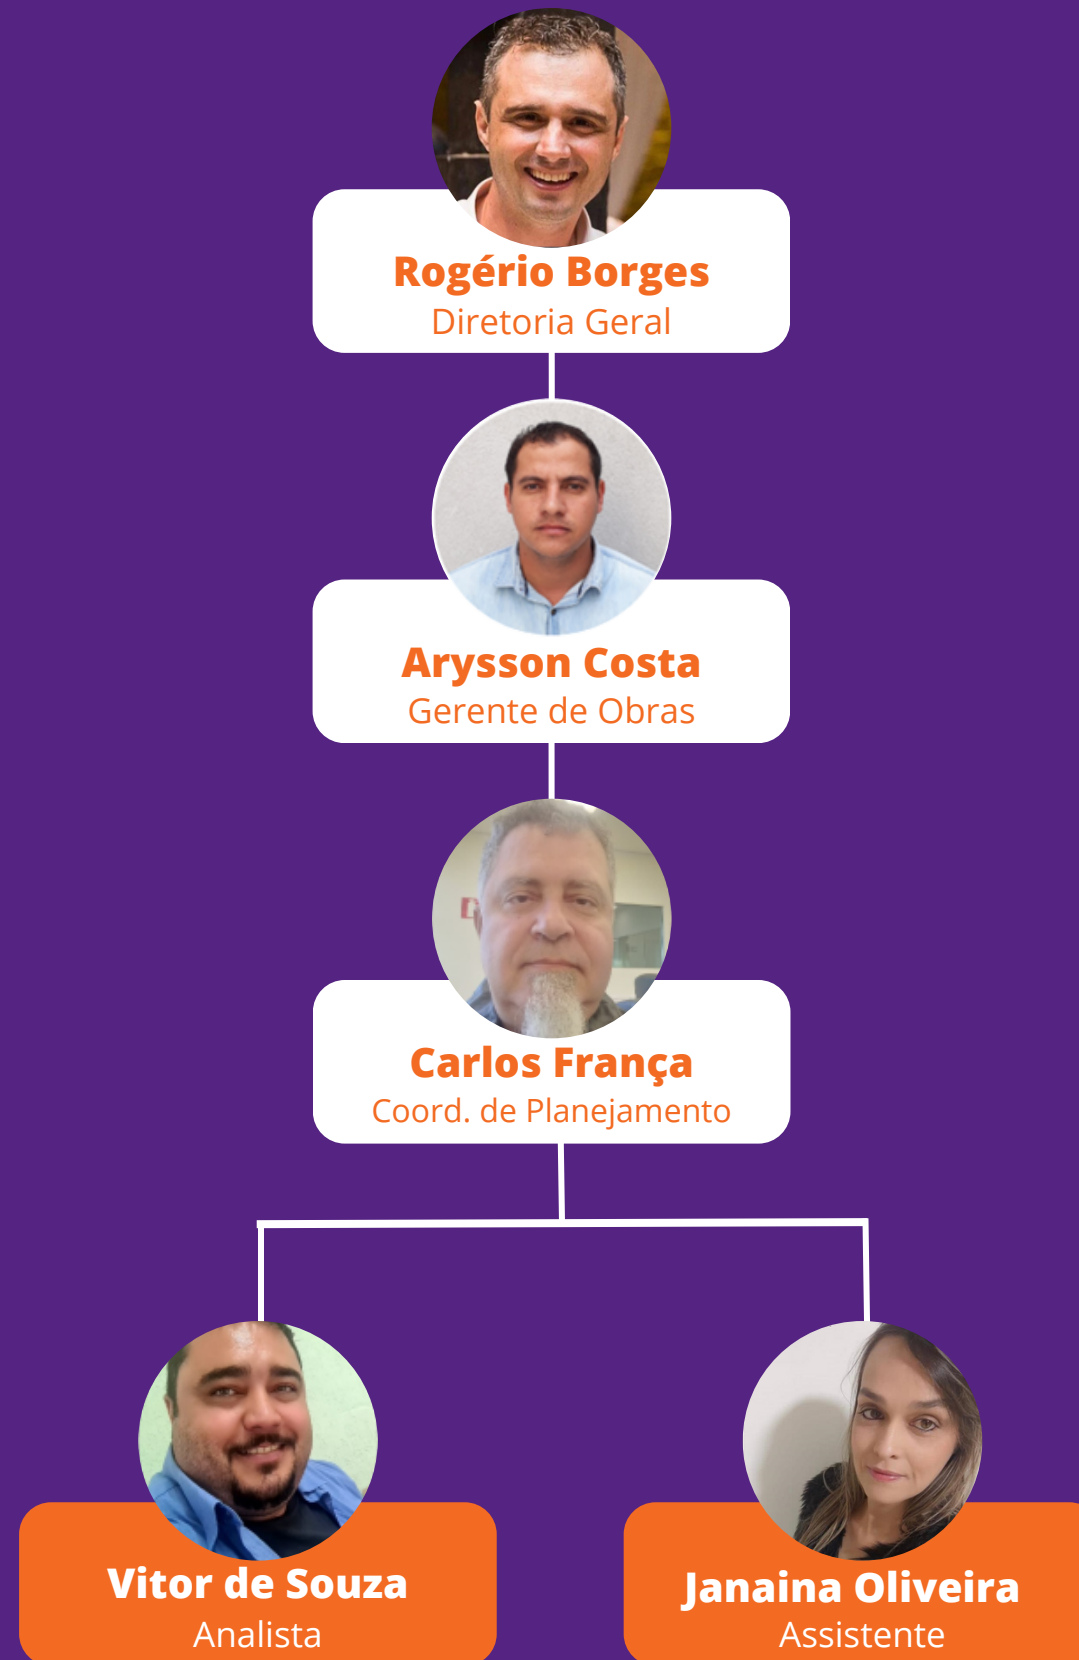 Rogério Borges
Diretoria Geral
Arysson Costa
Gerente de Obras
Carlos França
Coord. de Planejamento
Vitor de Souza
Analista
Janaina Oliveira
Assistente